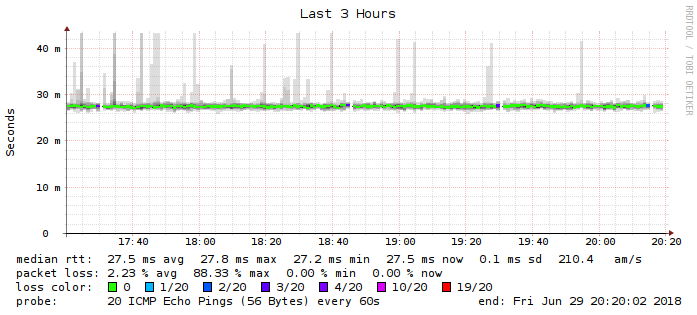 Last 3 Hours
RRDTOOL / TOBI OETIKER
Seconds
40 m
30 m
20 m
10 m
0
17:40 18:00 18:20 18:40 19:00 19:20 19:40 20:00 20:20
median rtt: 27.5 ms avg 27.8 ms max 27.2 ms min 27.5 ms now 0.1 ms sd 210.4 am/s
packet loss: 2.23 % avg 88.33 % max 0.00 % min 0.00 % now
loss color: 0 1/20 2/20 3/20 4/20 10/20 19/20
probe: 20 ICMP Echo Pings (56 Bytes) every 60s end: Fri Jun 29 20:20:02 2018